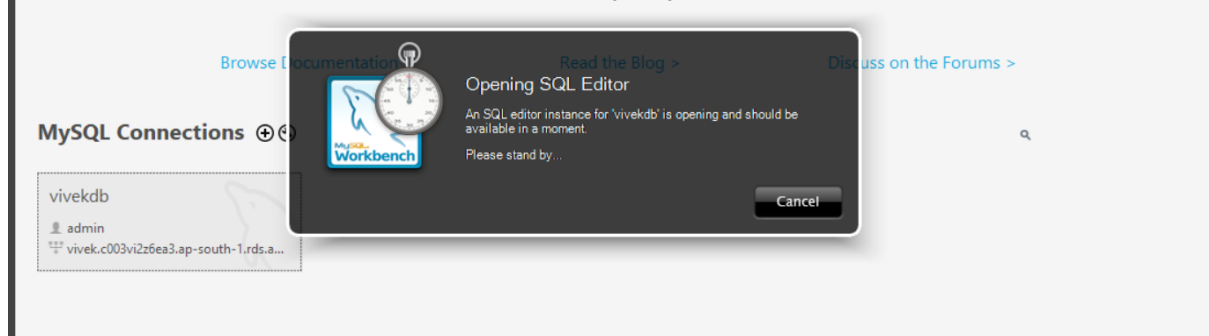 Browse Documentation >
Read the Blog >
Discuss on the Forums >
Opening SQL Editor
An SQL editor instance for 'vivekdb' is opening and should be
available in a moment.
Please stand by...
MySQL
Workbench
Cancel
MySQL Connections
vivekdb
admin
vivek.c003vi2z6ea3.ap-south-1.rds.a...